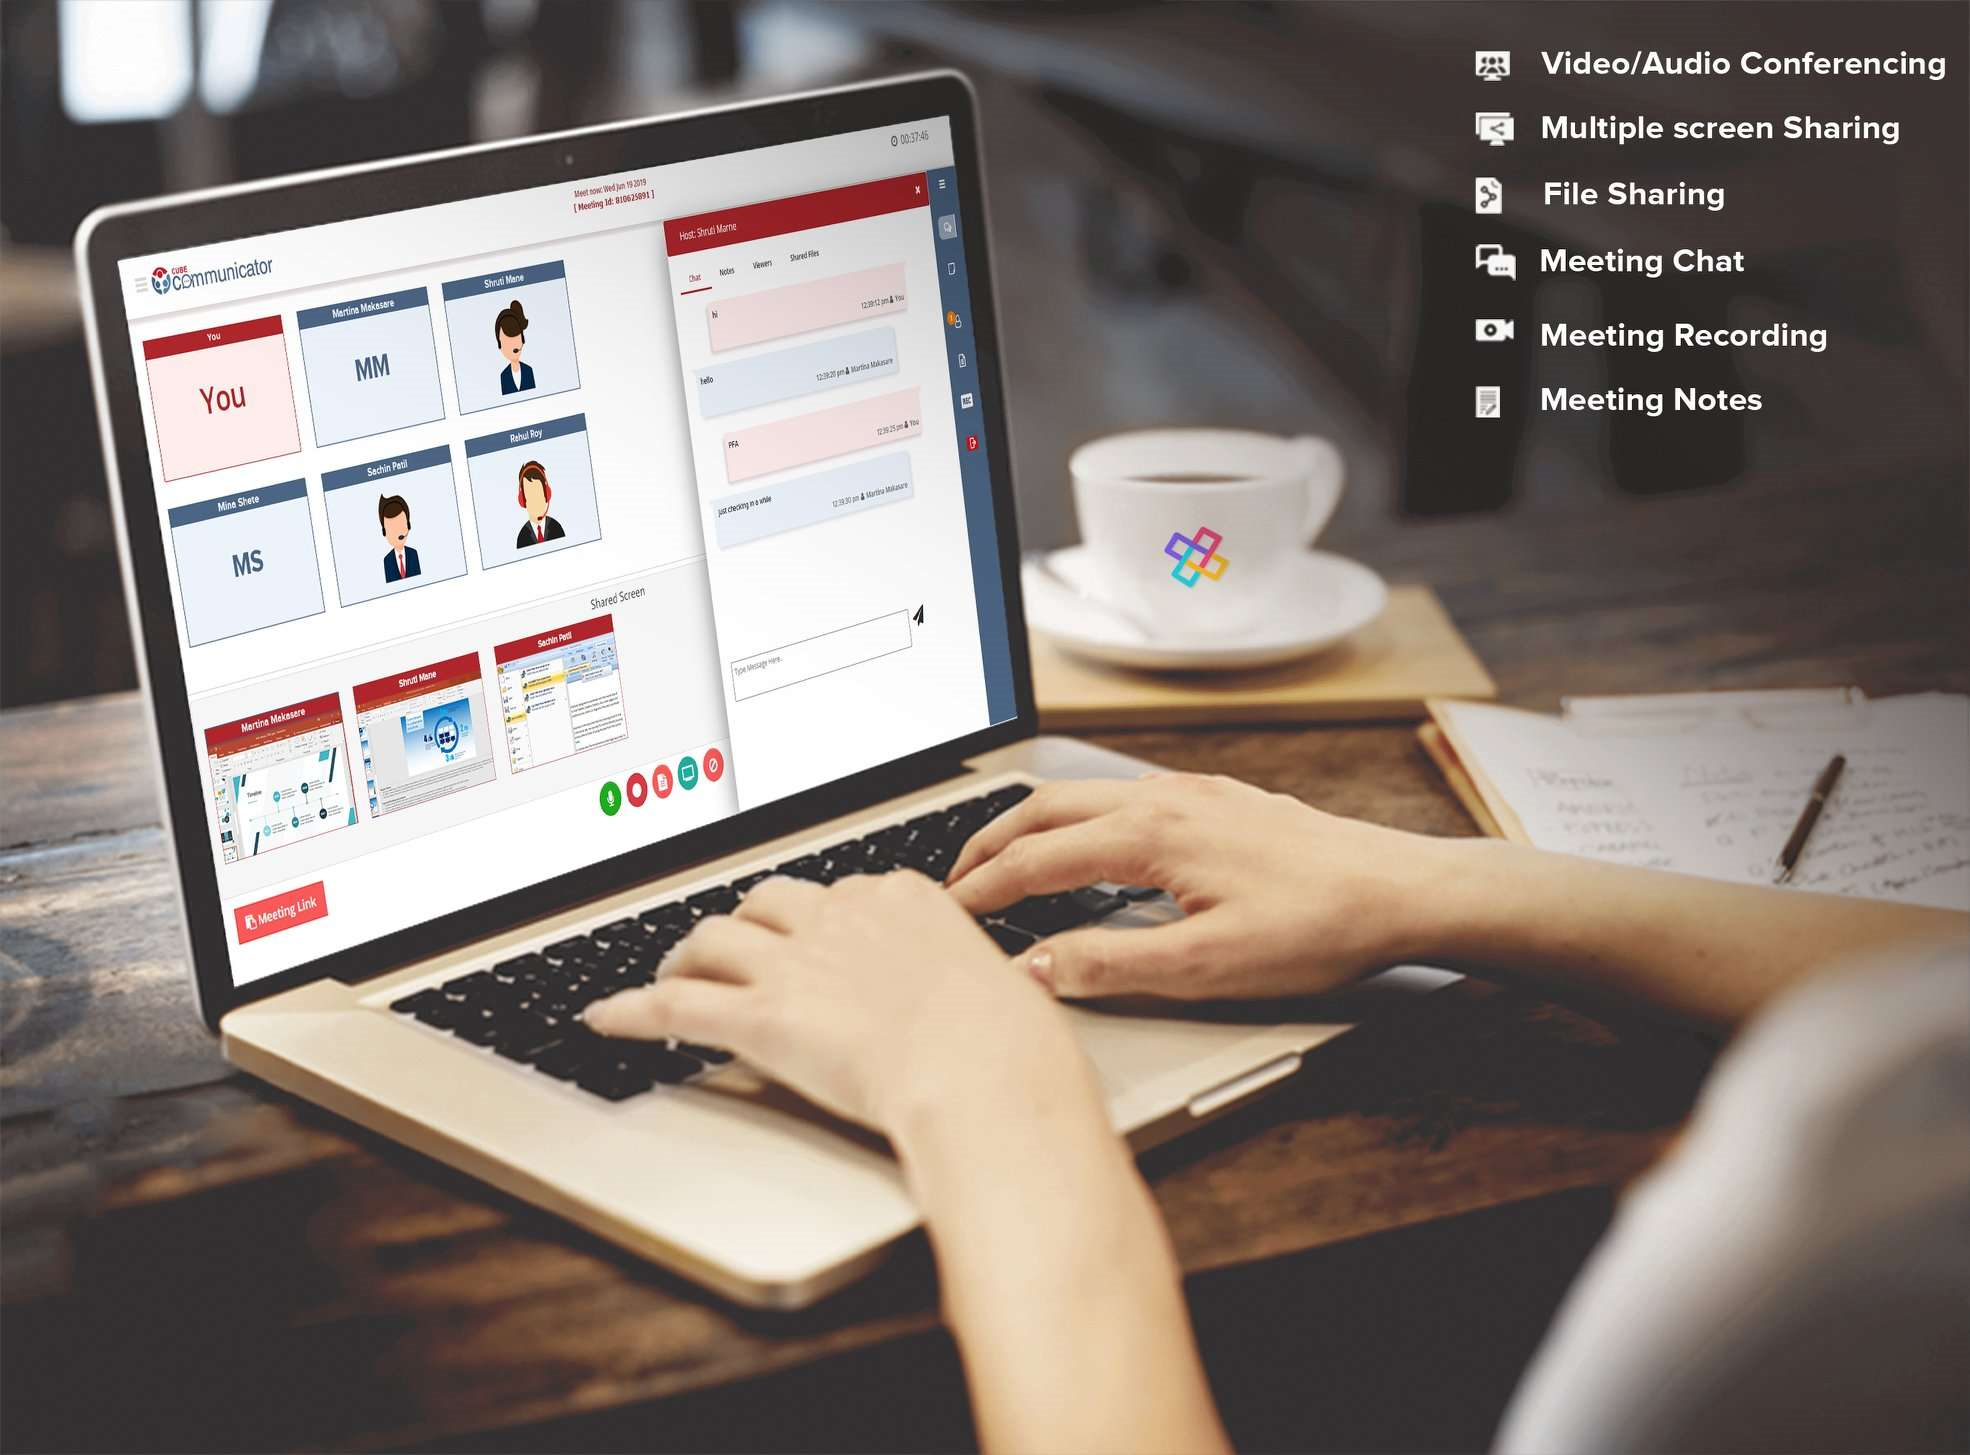 Video/Audio Conferencing
Multiple screen Sharing
File Sharing
Meeting Chat
Meeting Recording
Meeting Notes
00:37:46
Meet now: Wed Jun 19 2019
[ Meeting Id: 810625891 ]
CUBE
communicator
You
You
Martina Makasare
MM
Shruti Mane
Mina Shete
MS
Sachin Patil
Rahul Roy
Shared Screen
Martina Makasare
Timeline
Shruti Mane
Sachin Patil
Meeting Link
Host: Shruti Marne
x
Chat Notes Viewers Shared Files
hi
12:39:12 pm You
hello
12:39:20 pm Martina Makasare
PFA
12:39:25 pm You
just checking in a while
12:39:30 pm Martina Makasare
Type Message Here..
REC